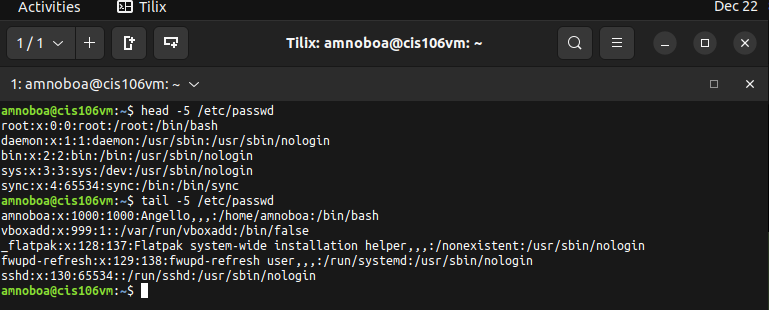 Activities Tilix Dec 22
1 / 1 Tilix: amnoboa@cis106vm: ~
1: amnoboa@cis106vm: ~
amnoboa@cis106vm:~$ head -5 /etc/passwd
root:x:0:0:root:/root:/bin/bash
daemon:x:1:1:daemon:/usr/sbin:/usr/sbin/nologin
bin:x:2:2:bin:/bin:/usr/sbin/nologin
sys:x:3:3:sys:/dev:/usr/sbin/nologin
sync:x:4:65534:sync:/bin:/bin/sync
amnoboa@cis106vm:~$ tail -5 /etc/passwd
amnoboa:x:1000:1000:Angello,,,:/home/amnoboa:/bin/bash
vboxadd:x:999:1::/var/run/vboxadd:/bin/false
_flatpak:x:128:137:Flatpak system-wide installation helper,,,:/nonexistent:/usr/sbin/nologin
fwupd-refresh:x:129:138:fwupd-refresh user,,,:/run/systemd:/usr/sbin/nologin
sshd:x:130:65534::/run/sshd:/usr/sbin/nologin
amnoboa@cis106vm:~$